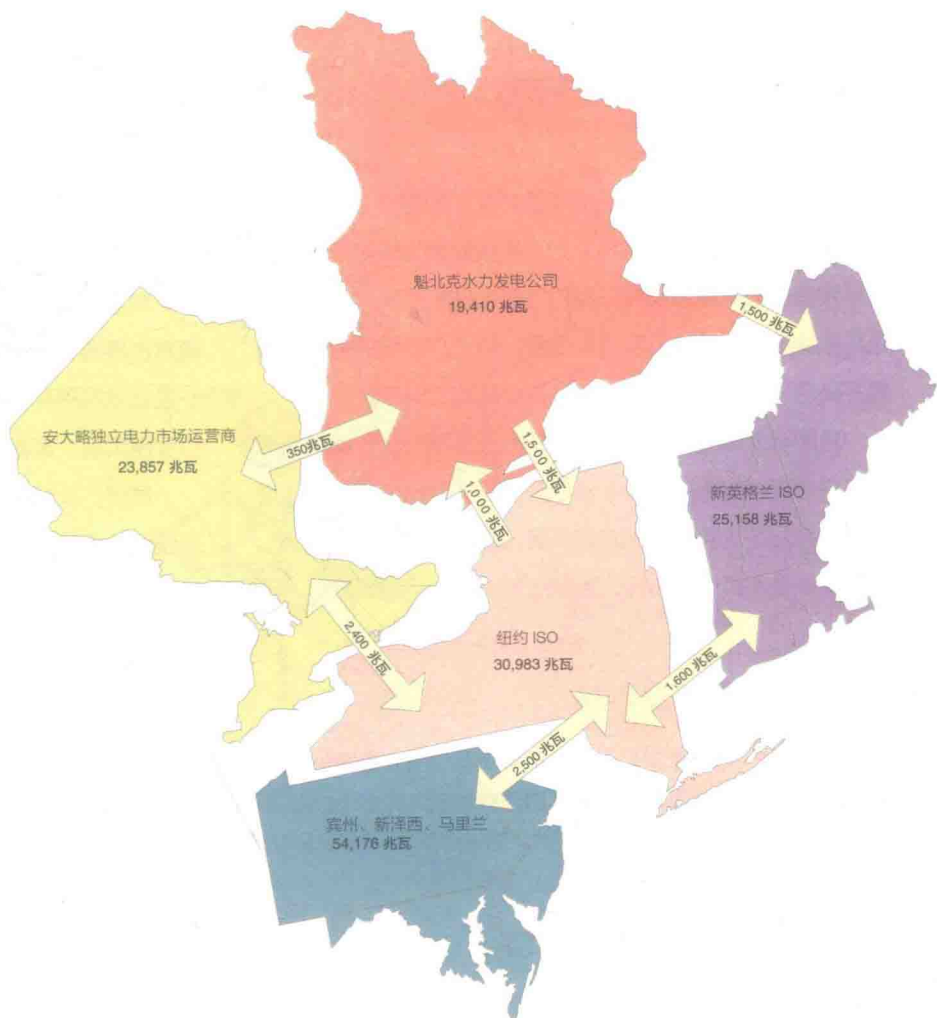 魁北克水力发电公司
19,410 兆瓦
1,500 兆瓦
安大略独立电力市场运营商
23,857 兆瓦
350兆瓦
1,500 兆瓦
1,000 兆瓦
新英格兰 ISO
25,158 兆瓦
2,400 兆瓦
纽约 ISO
30,983 兆瓦
1,600 兆瓦
2,500 兆瓦
宾州、新泽西、马里兰
54,176 兆瓦